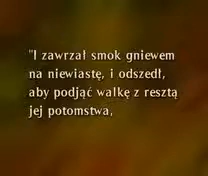 "I zawrzał smok gniewem
na niewiastę, i odszedł,
aby podjąć walkę z resztą
jej potomstwa,